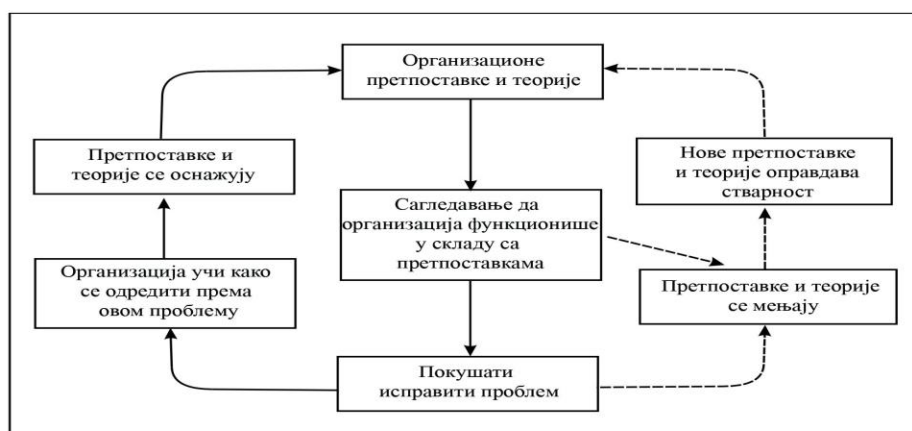 Организационе
претпоставке и теорије
Претпоставке и
теорије се оснажују
Нове претпоставке
и теорије оправдава
стварност
Сагледавање да
организација функционише
у складу са
претпоставкама
Организација учи како
се одредити према
овом проблему
Претпоставке и теорије
се мењају
Покушати
исправити проблем